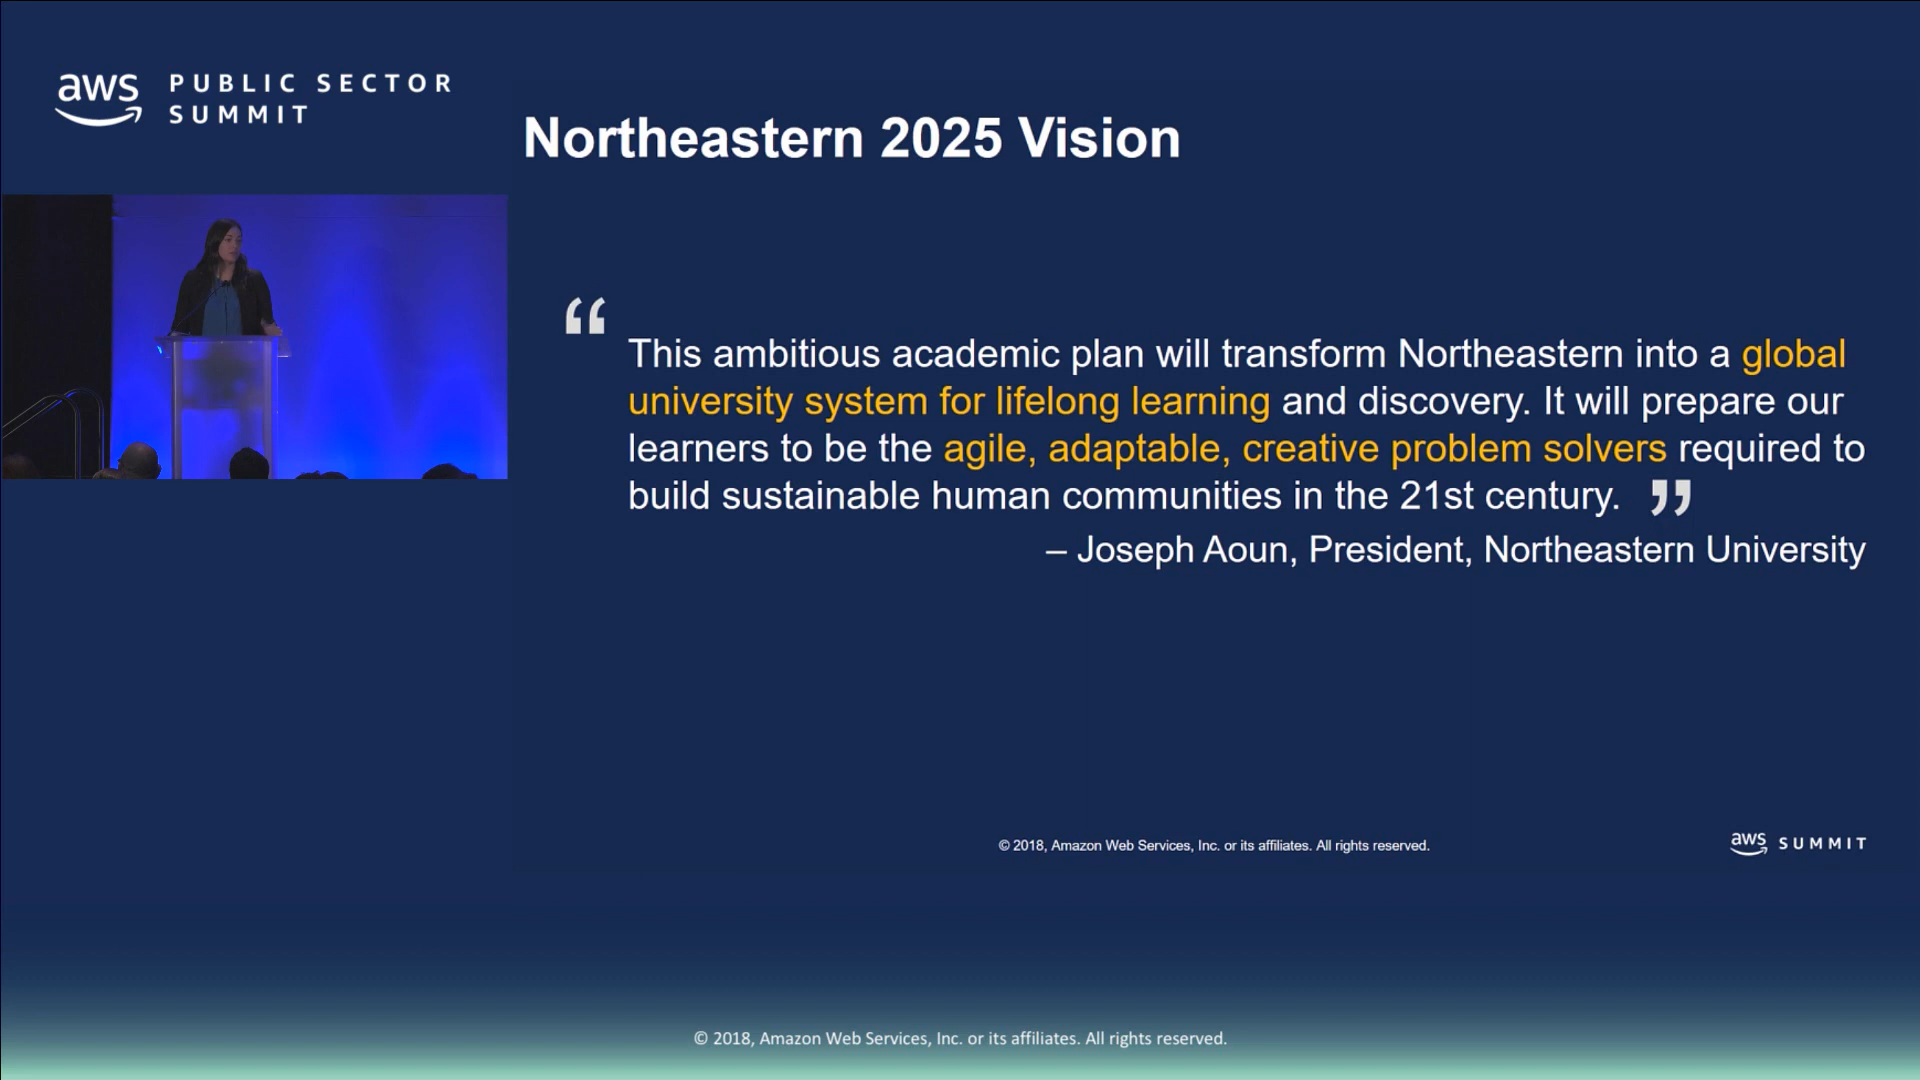 aws PUBLIC SECTOR
SUMMIT
Northeastern 2025 Vision
“
This ambitious academic plan will transform Northeastern into a global
university system for lifelong learning and discovery. It will prepare our
learners to be the agile, adaptable, creative problem solvers required to
build sustainable human communities in the 21st century. ”
– Joseph Aoun, President, Northeastern University
© 2018, Amazon Web Services, Inc. or its affiliates. All rights reserved.
aws SUMMIT
© 2018, Amazon Web Services, Inc. or its affiliates. All rights reserved.